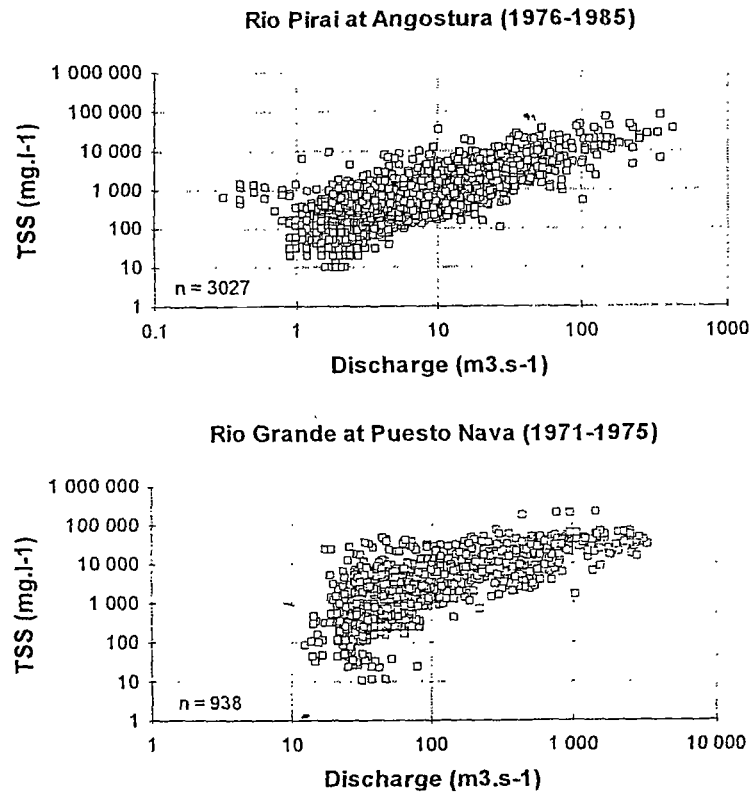 Rio Pirai at Angostura (1976-1985)
TSS (mg.l-1)
1 000 000
100 000
10 000
1 000
100
10
1
n = 3027
0.1 1 10 100 1000
Discharge (m3.s-1)
Rio Grande at Puesto Nava (1971-1975)
TSS (mg.l-1)
1 000 000
100 000
10 000
1 000
100
10
1
n = 938
1 10 100 1 000 10 000
Discharge (m3.s-1)